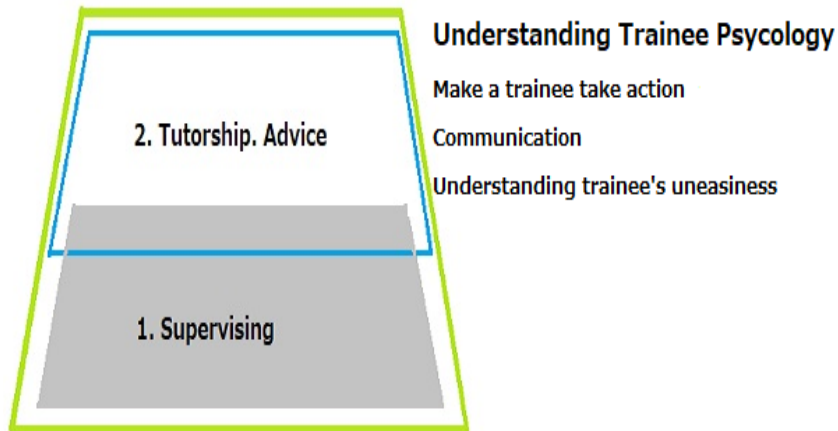 Understanding Trainee Psycology
Make a trainee take action
2. Tutorship. Advice
Communication
Understanding trainee's uneasiness
1. Supervising